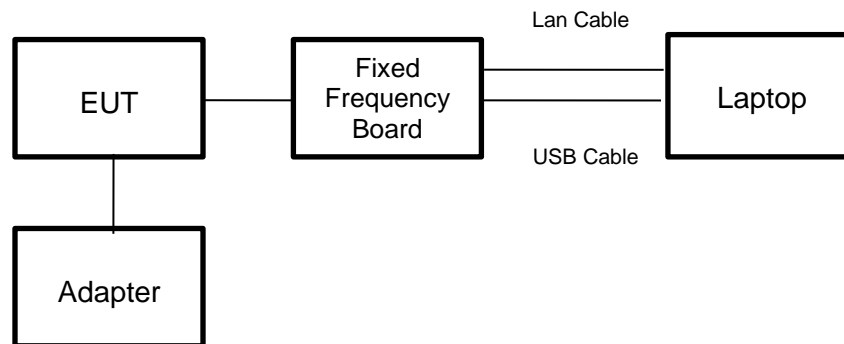 Lan Cable
EUT
Fixed
Frequency
Board
Laptop
USB Cable
Adapter